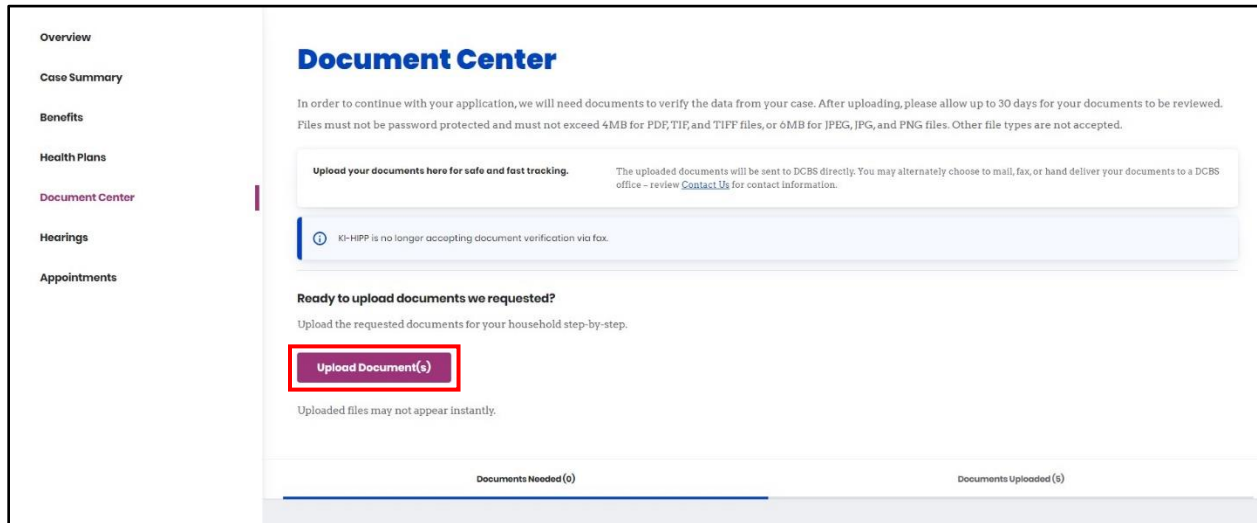 Overview
Case Summary
Benefits
Health Plans
Document Center
Hearings
Appointments
Document Center
In order to continue with your application, we will need documents to verify the data from your case. After uploading, please allow up to 30 days for your documents to be reviewed.
Files must not be password protected and must not exceed 4MB for PDF, TIF, and TIFF files, or 6MB for JPEG, JPG, and PNG files. Other file types are not accepted.
Upload your documents here for safe and fast tracking.
The uploaded documents will be sent to DCBS directly. You may alternately choose to mail, fax, or hand deliver your documents to a DCBS
office – review Contact Us for contact information.
KI-HIPP is no longer accepting document verification via fax.
Ready to upload documents we requested?
Upload the requested documents for your household step-by-step.
Upload Document(s)
Uploaded files may not appear instantly.
Documents Needed (0)
Documents Uploaded (5)